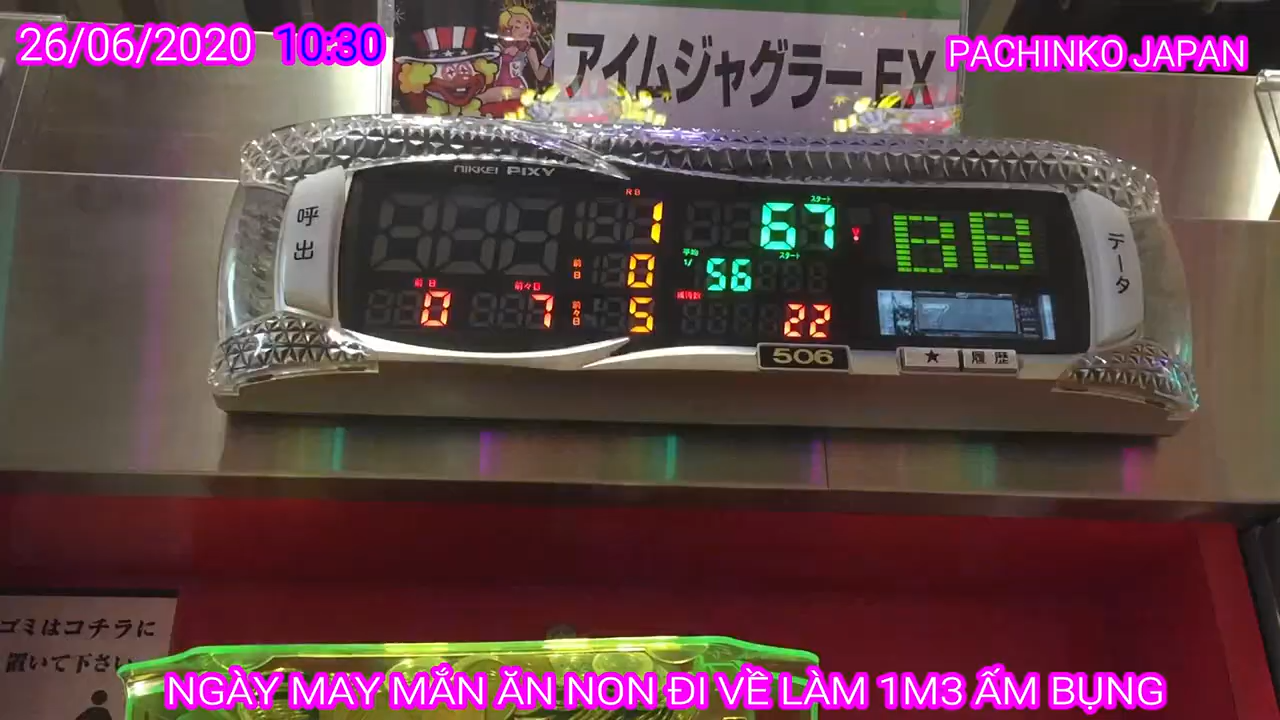 26/06/2020 10:30
アイムジャグラー EX
PACHINKO JAPAN
NIKKEI PIXY
呼出
RB
1
スタート
67
BB
データ
前日
0
平均
スタート
56
前日
0
前々日
7
前々日
5
22
506
★
履歴
ゴミはコチラに
置いて下さい
NGÀY MAY MẮN ĂN NON ĐI VỀ LÀM 1M3 ẤM BỤNG